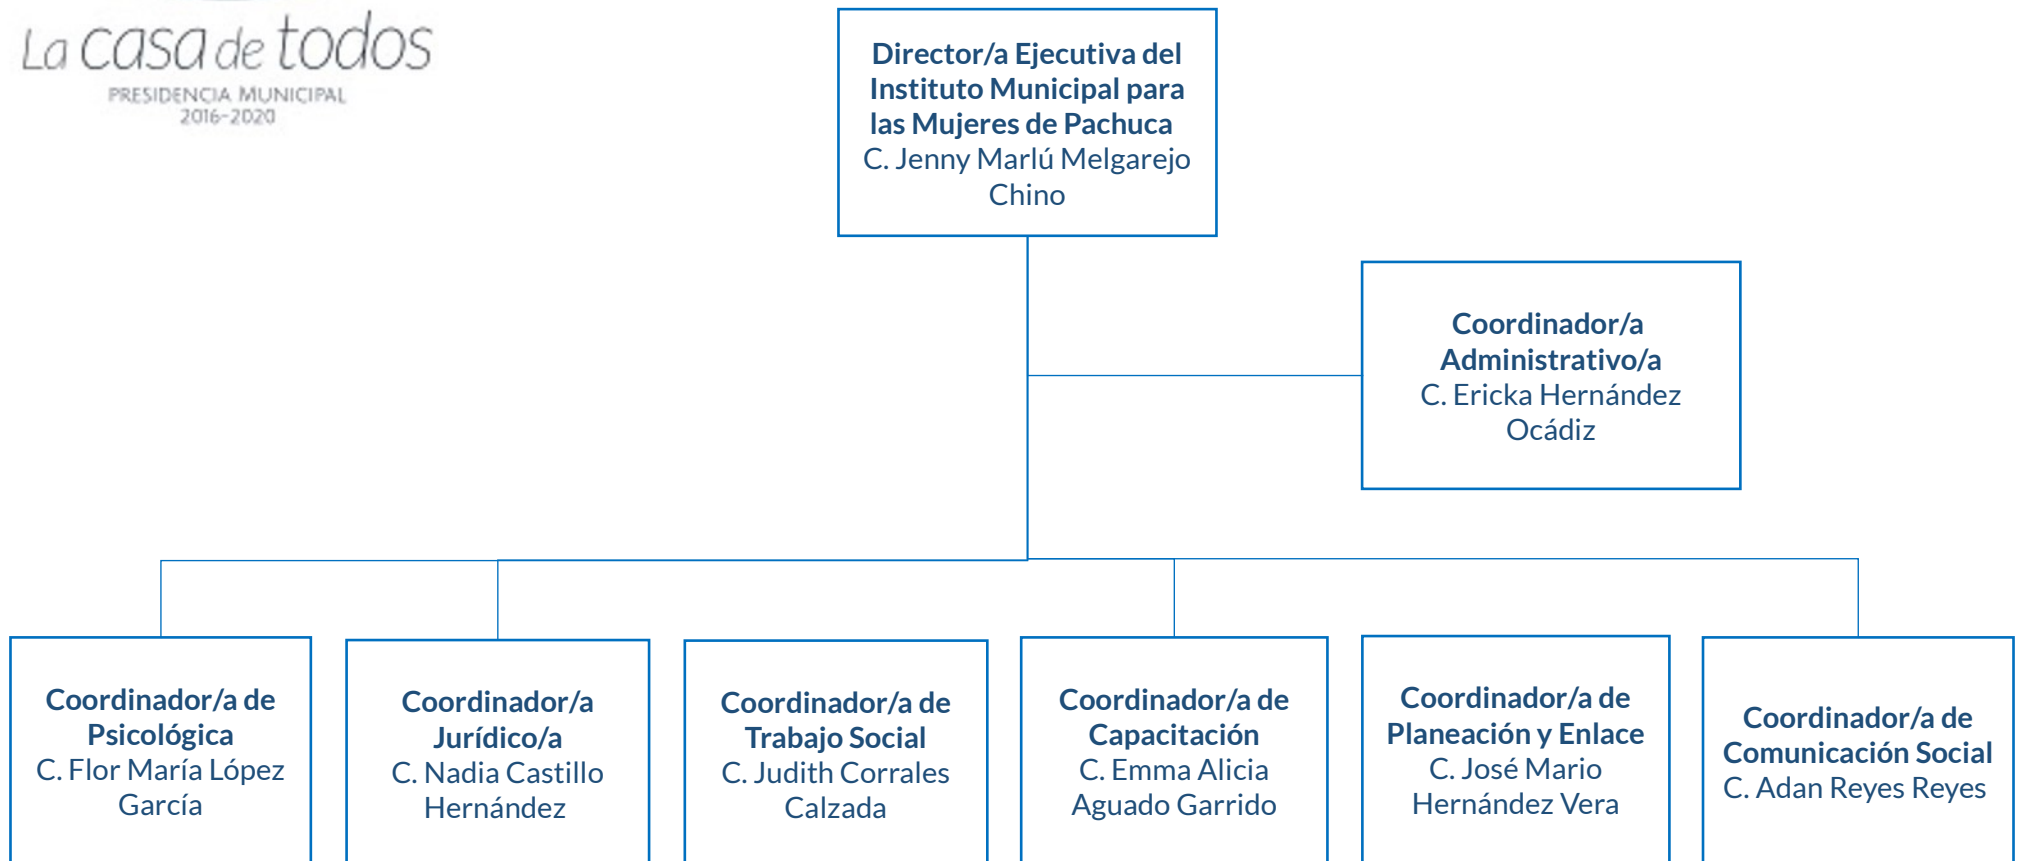 La casa de todos
PRESIDENCIA MUNICIPAL
2016-2020
Director/a Ejecutiva del
Instituto Municipal para
las Mujeres de Pachuca
C. Jenny Marlú Melgarejo
Chino
Coordinador/a
Administrativo/a
C. Ericka Hernández
Ocádiz
Coordinador/a de
Psicológica
C. Flor María López
García
Coordinador/a
Jurídico/a
C. Nadia Castillo
Hernández
Coordinador/a de
Trabajo Social
C. Judith Corrales
Calzada
Coordinador/a de
Capacitación
C. Emma Alicia
Aguado Garrido
Coordinador/a de
Planeación y Enlace
C. José Mario
Hernández Vera
Coordinador/a de
Comunicación Social
C. Adan Reyes Reyes